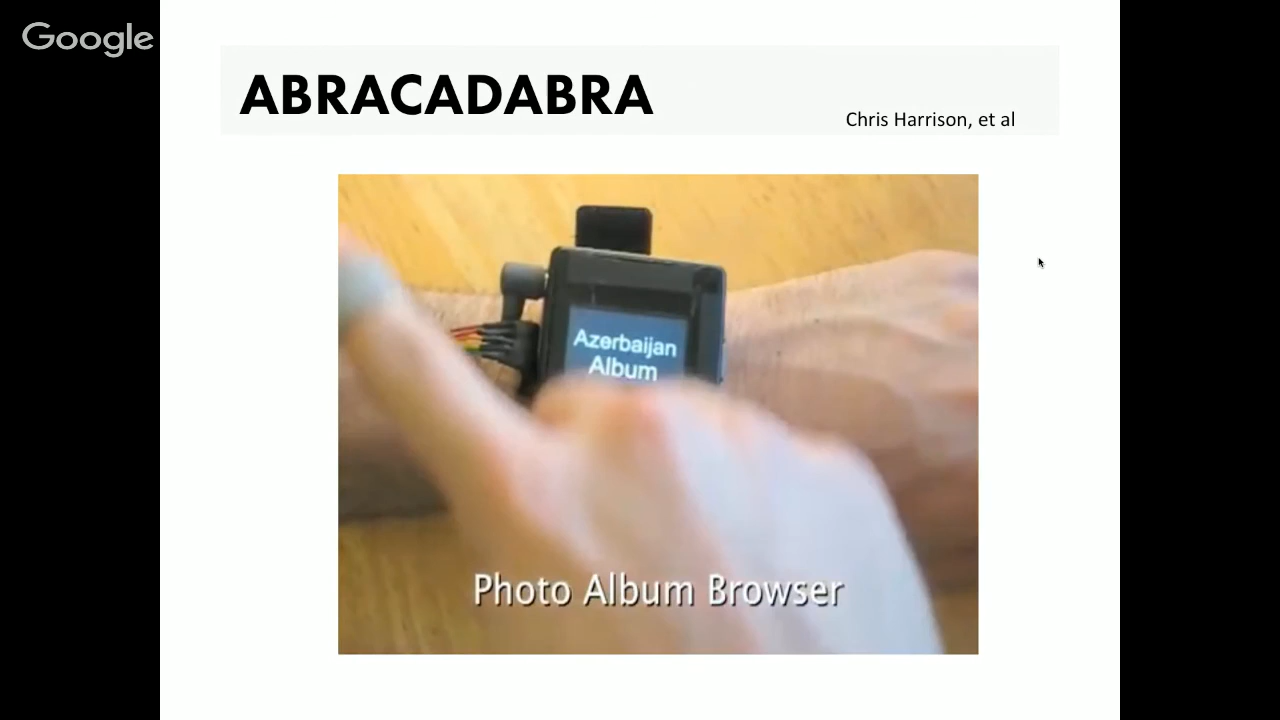 Google
ABRACADABRA
Chris Harrison, et al
Azerbaijan
Album
Photo Album Browser